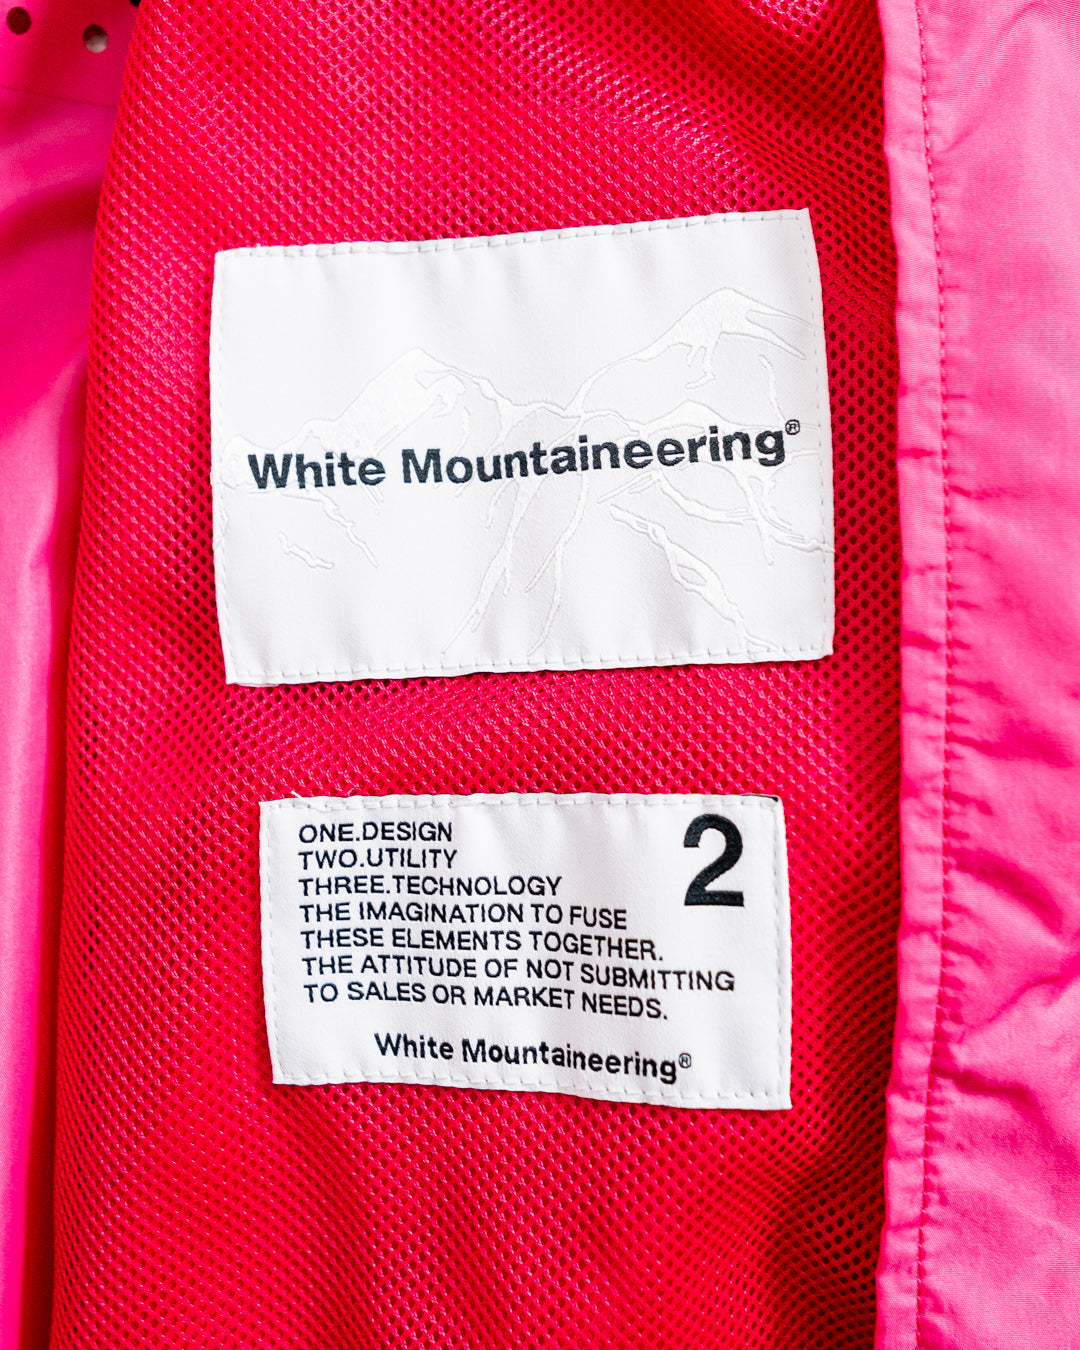 White Mountaineering®
ONE.DESIGN
2
TWO.UTILITY
THREE.TECHNOLOGY
THE IMAGINATION TO FUSE
THESE ELEMENTS TOGETHER.
THE ATTITUDE OF NOT SUBMITTING
TO SALES OR MARKET NEEDS.
White Mountaineering®